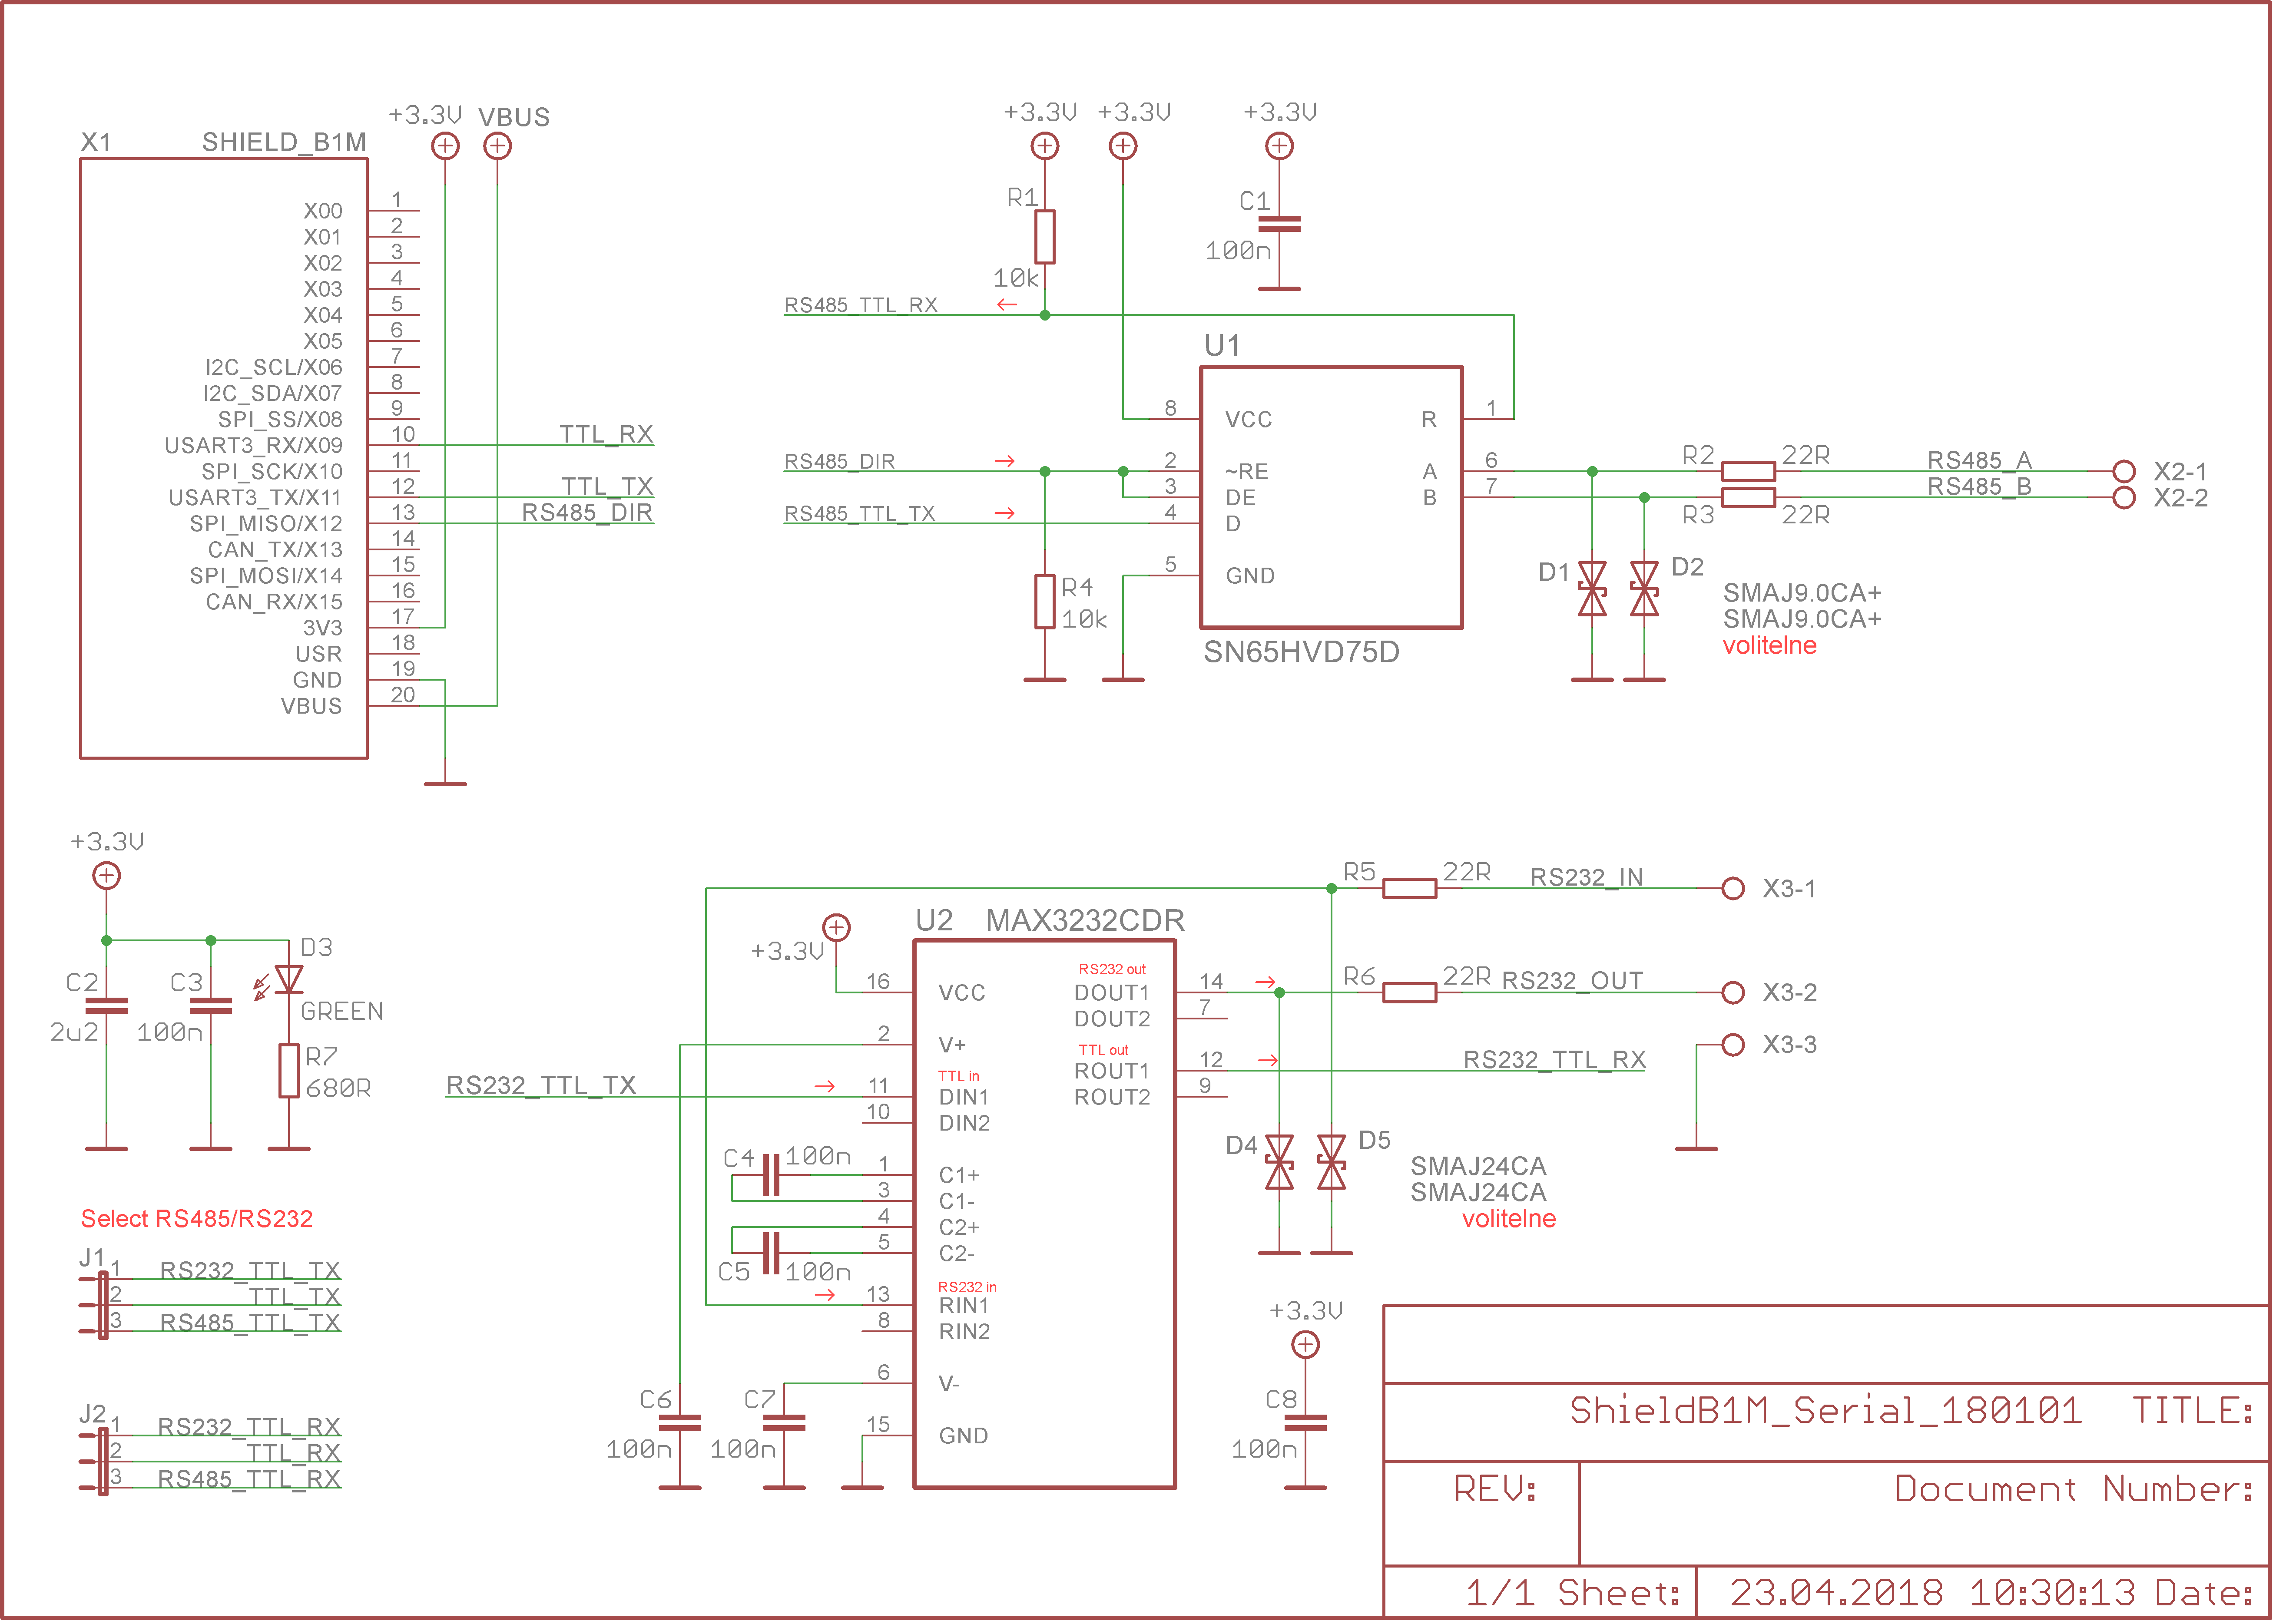 X1
SHIELD_B1M
+3.3V
VBUS
X00 1
X01 2
X02 3
X03 4
X04 5
X05 6
I2C_SCL/X06 7
I2C_SDA/X07 8
SPI_SS/X08 9
USART3_RX/X09 10 TTL_RX
SPI_SCK/X10 11
USART3_TX/X11 12 TTL_TX
SPI_MISO/X12 13 RS485_DIR
CAN_TX/X13 14
SPI_MOSI/X14 15
CAN_RX/X15 16
3V3 17
USR 18
GND 19
VBUS 20
+3.3V
+3.3V
+3.3V
R1
10k
C1
100n
RS485_TTL_RX
U1
8 VCC R 1
RS485_DIR
2 ~RE A 6
3 DE B 7
RS485_TTL_TX
4 D
5 GND
SN65HVD75D
R4
10k
R2 22R RS485_A X2-1
RS485_B X2-2
R3 22R
D1
D2
SMAJ9.0CA+
SMAJ9.0CA+
volitelne
+3.3V
C2
2u2
C3
100n
D3
GREEN
R7
680R
Select RS485/RS232
J1
1 RS232_TTL_TX
2 TTL_TX
3 RS485_TTL_TX
J2
1 RS232_TTL_RX
2 TTL_RX
3 RS485_TTL_RX
U2 MAX3232CDR
+3.3V
16 VCC
2 V+
RS232_TTL_TX
TTL in
11 DIN1
10 DIN2
C4 100n
1 C1+
3 C1-
4 C2+
5 C2-
C5 100n
RS232 in
13 RIN1
8 RIN2
6 V-
15 GND
C6
100n
C7
100n
RS232 out
DOUT1 14
DOUT2 7
TTL out
ROUT1 12
ROUT2 9
R5 22R RS232_IN X3-1
R6 22R RS232_OUT X3-2
X3-3
RS232_TTL_RX
D4
D5
SMAJ24CA
SMAJ24CA
volitelne
+3.3V
C8
100n
ShieldB1M_Serial_180101 TITLE:
REV:
Document Number:
1/1 Sheet:
23.04.2018 10:30:13 Date: